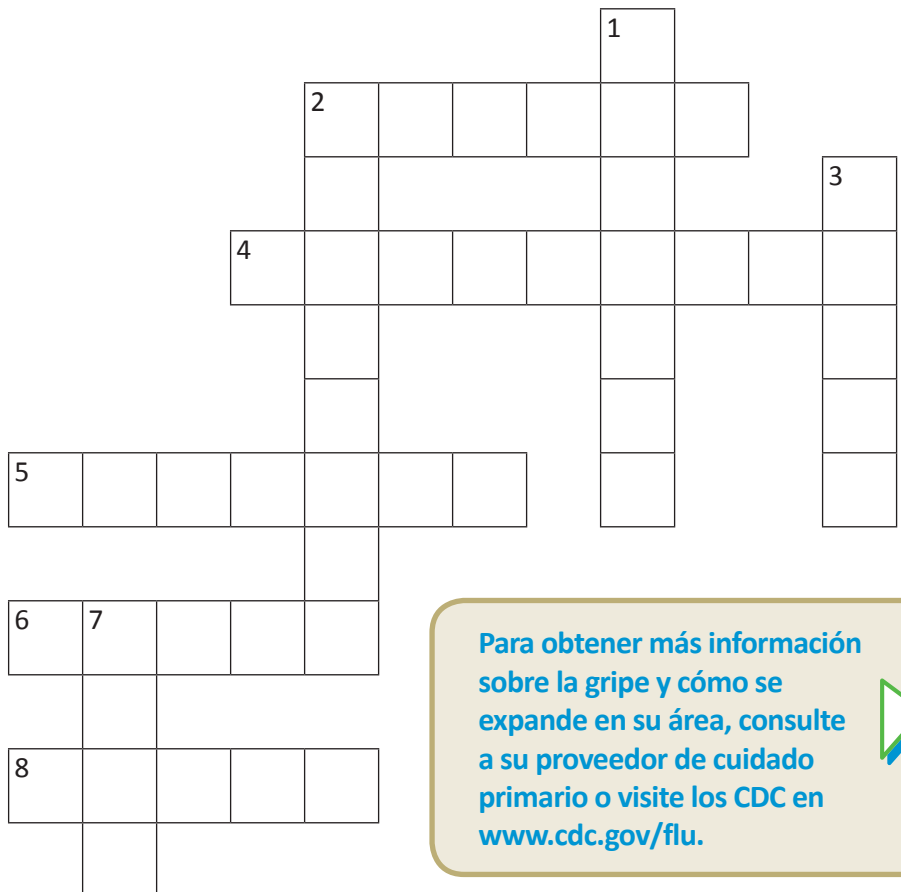 1
2
3
4
5
6 7
8
Para obtener más información
sobre la gripe y cómo se
expande en su área, consulte
a su proveedor de cuidado
primario o visite los CDC en
www.cdc.gov/flu.